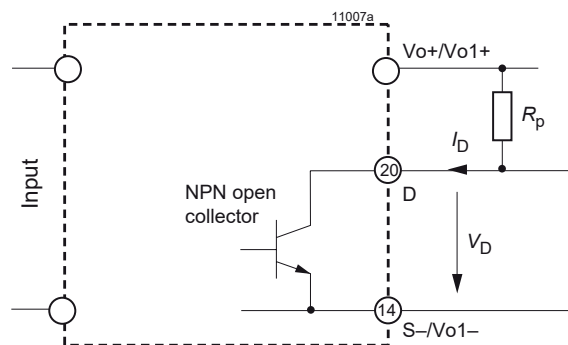 11007a
Vo+/Vo1+
Rp
ID
20
D
NPN open
collector
Input
VD
14
S–/Vo1–